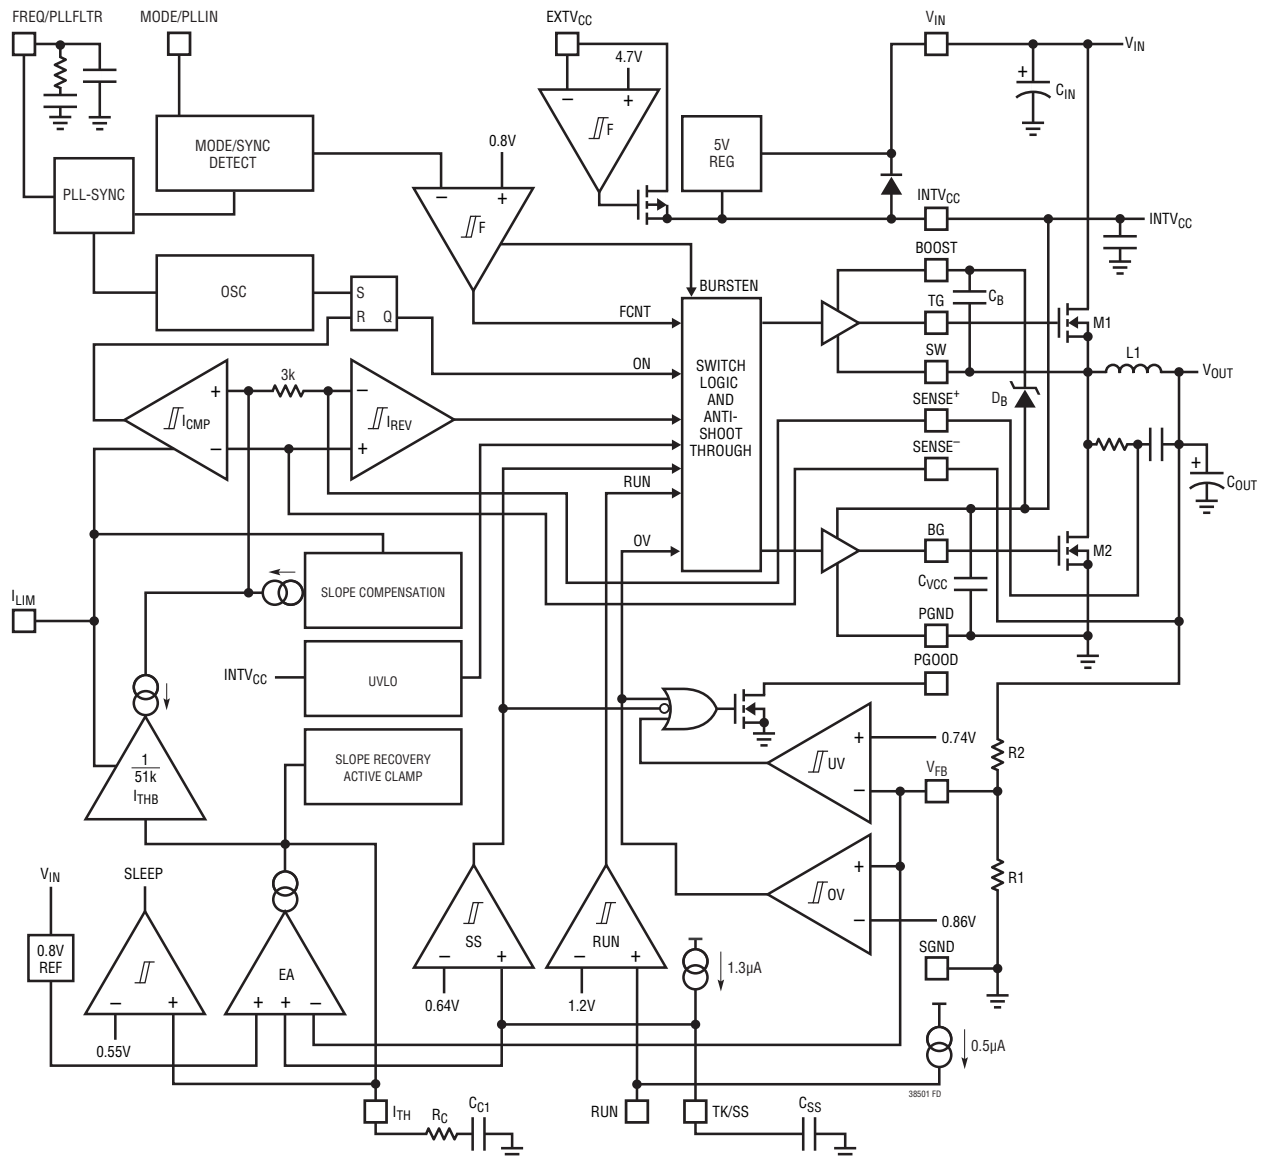 FREQ/PLLFLTR
MODE/PLLIN
EXTVCC
VIN
VIN
4.7V
+
CIN
−
+
F
5V
REG
MODE/SYNC
DETECT
0.8V
PLL-SYNC
−
+
F
INTVCC
INTVCC
BOOST
OSC
S
R
Q
BURSTEN
CB
TG
FCNT
M1
SW
L1
VOUT
ON
SWITCH
LOGIC
AND
ANTI-
SHOOT
THROUGH
3k
+
−
ICMP
−
+
IREV
SENSE+
DB
SENSE−
+
COUT
RUN
OV
BG
M2
CVCC
SLOPE COMPENSATION
ILIM
PGND
PGOOD
INTVCC
UVLO
SLOPE RECOVERY
ACTIVE CLAMP
1
51k
ITHB
+
−
UV
0.74V
VFB
R2
+
−
OV
0.86V
R1
VIN
SLEEP
0.8V
REF
EA
SS
RUN
SGND
−
+
−
+
1.3µA
−
+
+
+
−
0.64V
1.2V
0.55V
0.5µA
38501 FD
ITH
RC
CC1
RUN
TK/SS
CSS